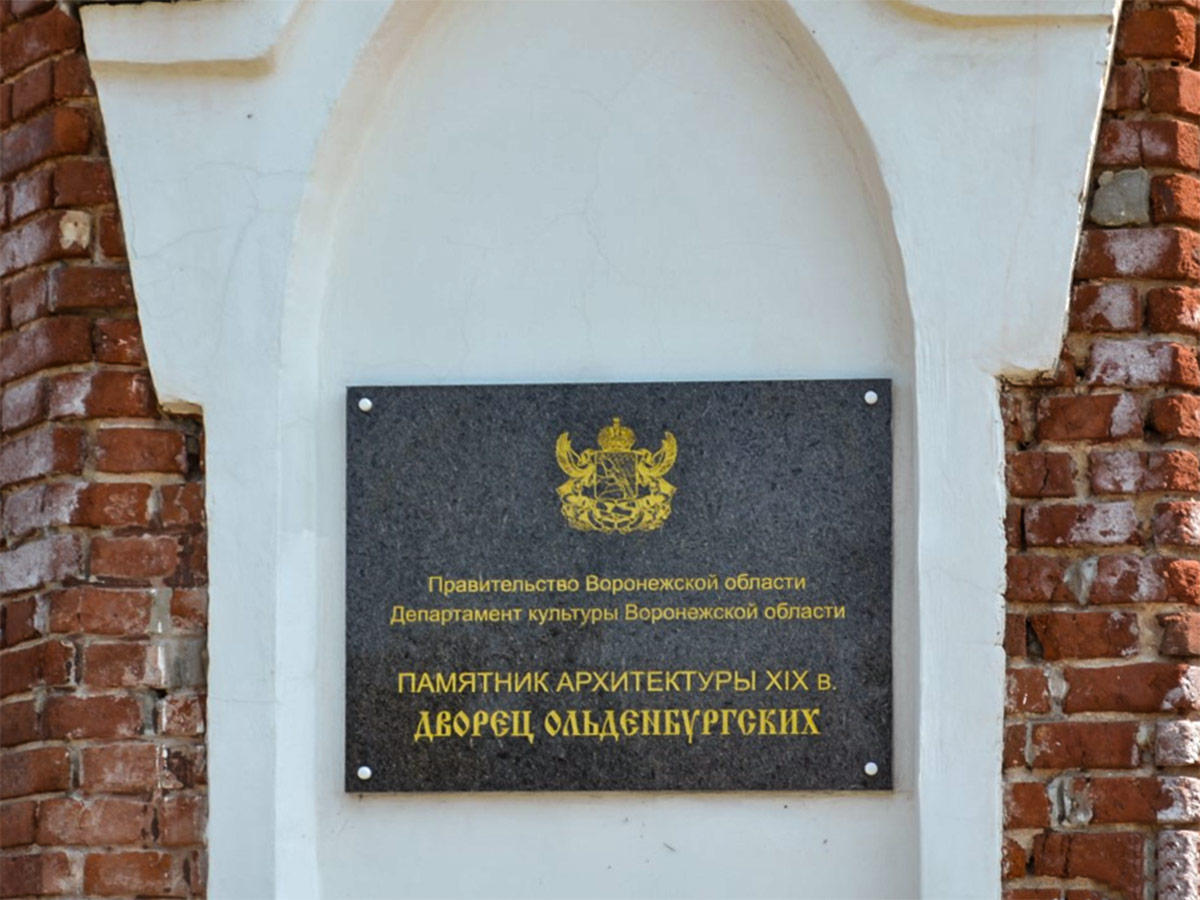 Правительство Воронежской области
Департамент культуры Воронежской области
ПАМЯТНИК АРХИТЕКТУРЫ XIX в.
ДВОРЕЦ ОЛЬДЕНБУРГСКИХ